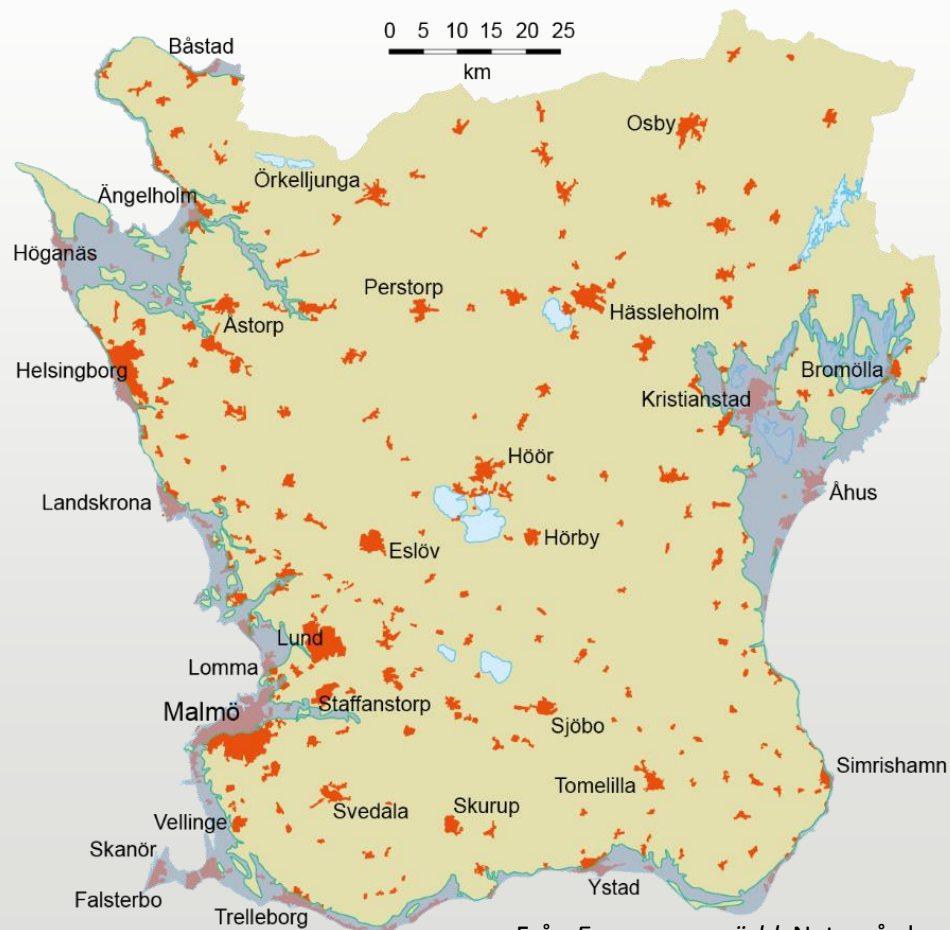 Båstad
0 5 10 15 20 25
km
Osby
Örkelljunga
Ängelholm
Höganäs
Perstorp
Hässleholm
Åstorp
Helsingborg
Bromölla
Kristianstad
Höör
Åhus
Landskrona
Hörby
Eslöv
Lund
Lomma
Staffanstorp
Malmö
Sjöbo
Simrishamn
Tomelilla
Skurup
Svedala
Vellinge
Skanör
Ystad
Falsterbo
Trelleborg